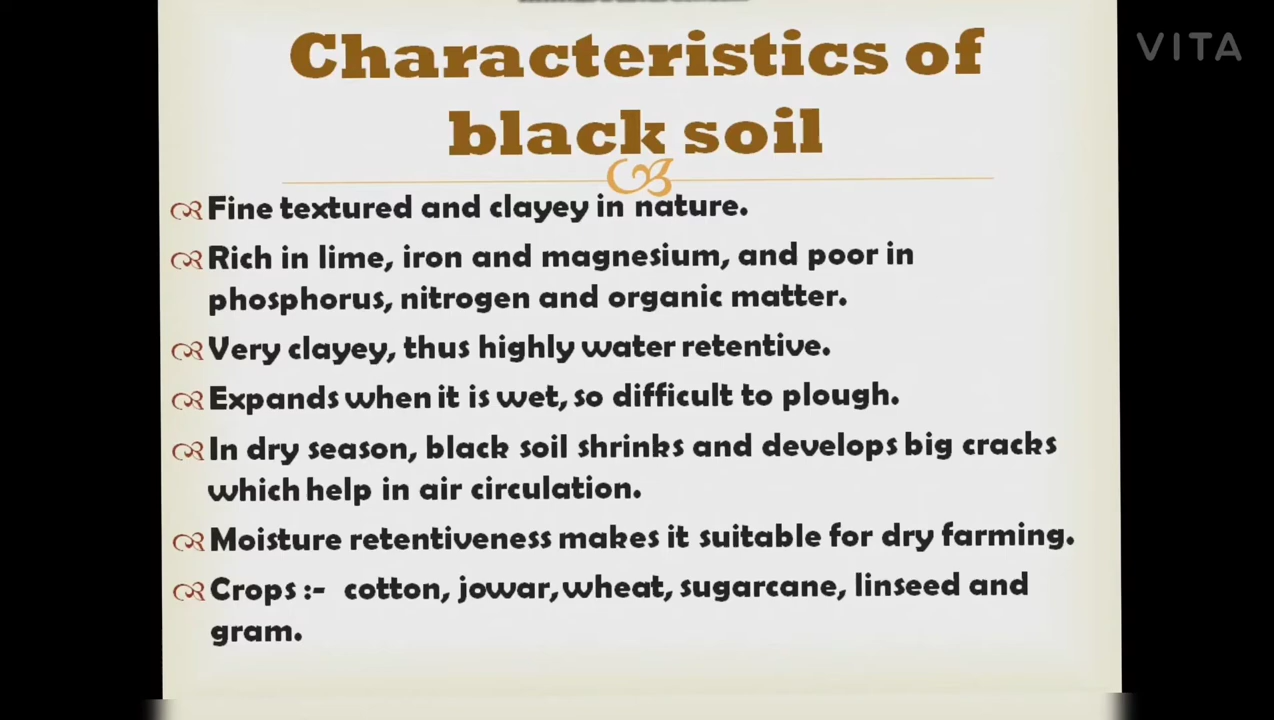 VITA
Characteristics of
black soil
Fine textured and clayey in nature.
Rich in lime, iron and magnesium, and poor in
phosphorus, nitrogen and organic matter.
Very clayey, thus highly water retentive.
Expands when it is wet, so difficult to plough.
In dry season, black soil shrinks and develops big cracks
which help in air circulation.
Moisture retentiveness makes it suitable for dry farming.
Crops :- cotton, jowar, wheat, sugarcane, linseed and
gram.